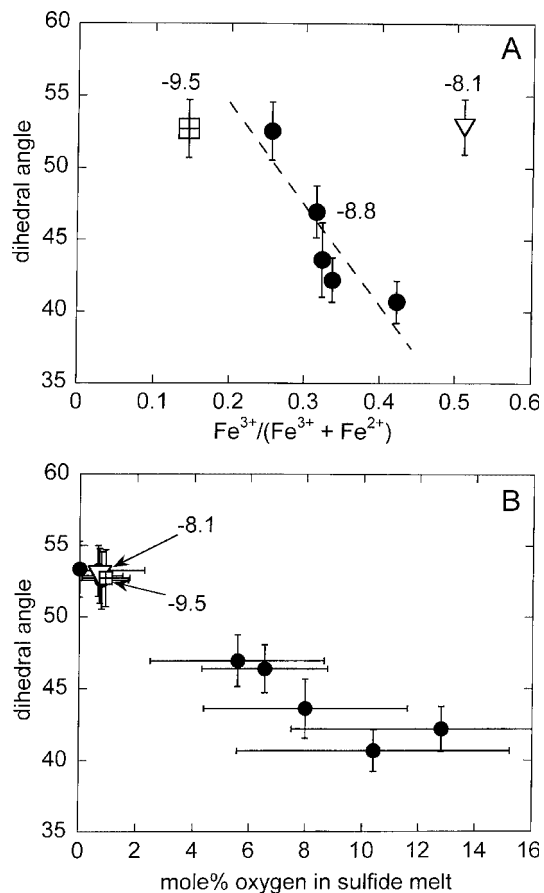 60
A
-9.5
-8.1
55
50
-8.8
45
40
35
0 0.1 0.2 0.3 0.4 0.5 0.6
dihedral angle
Fe³⁺/(Fe³⁺ + Fe²⁺)
60
B
-8.1
55
-9.5
50
45
40
35
0 2 4 6 8 10 12 14 16
dihedral angle
mole% oxygen in sulfide melt